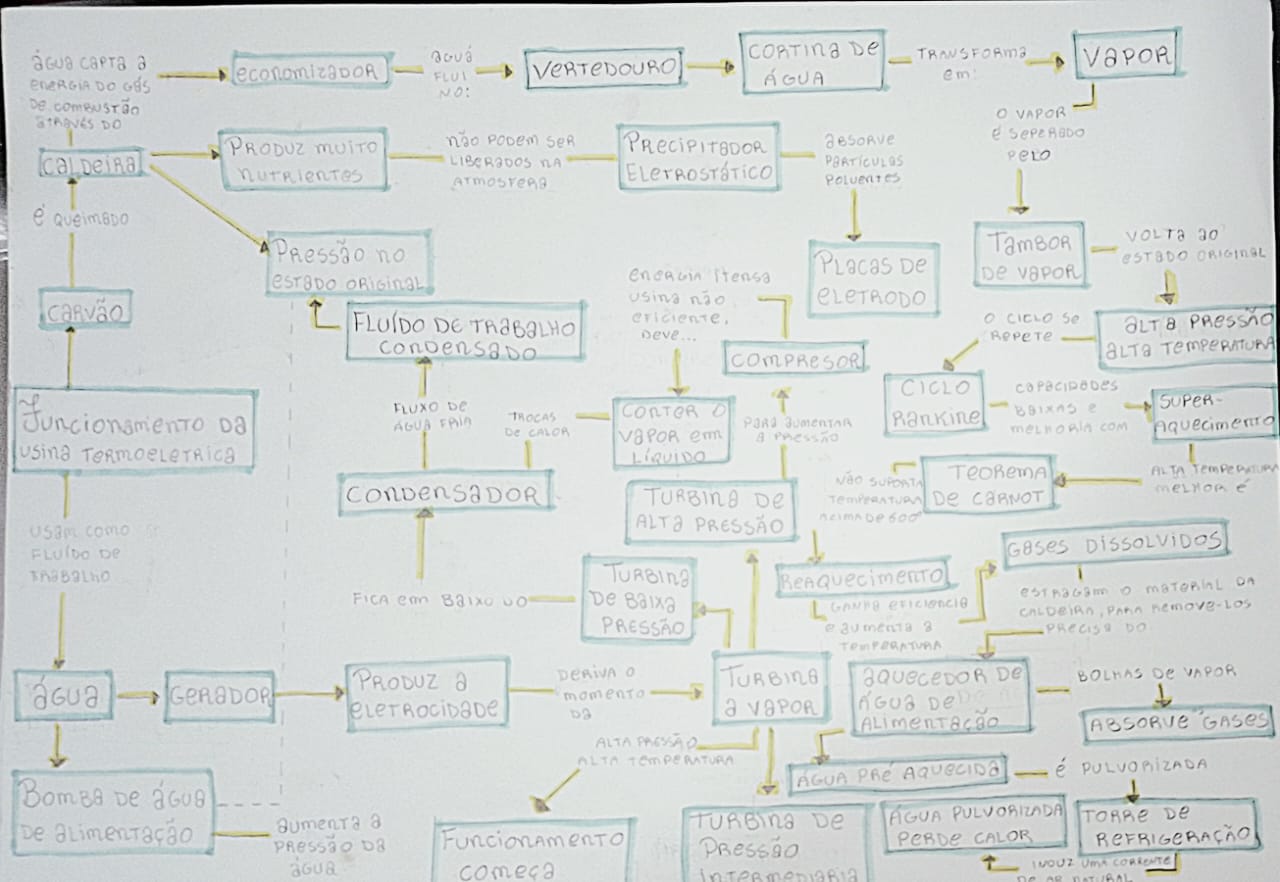 água capta a
energia do gás
de combustão
através do
economizador
aguá
flui
no:
vertedouro
cortina de
água
transforma
em:
vapor
o vapor
é seperado
pelo
caldeira
produz muito
nutrientes
não podem ser
liberados na
atmosfera
precipitador
eletrostático
absorve
partículas
poluentes
é queimado
pressão no
estado original
placas de
eletrodo
tambor
de vapor
volta ao
estado original
carvão
fluído de trabalho
condensado
energia itensa
usina não
eficiente,
deve...
compresor
o ciclo se
repete
alta pressão
alta temperatura
Funcionamento da
usina termoeletrica
fluxo de
água fria
trocas
de calor
conter o
vapor em
líquido
para aumentar
a pressão
ciclo
rankine
capacidades
baixas e
melhoria com
super-
aquecimento
condensador
turbina de
alta pressão
não suporta
temperatura
acima de 600°
teorema
de carnot
alta temperatura
melhor é
usam como
fluído de
trabalho
fica em baixo do
turbina
de baixa
pressão
reaquecimento
ganha eficiencia
e aumenta a
temperatura
gases dissolvidos
estragam o material da
caldeira, para remove-los
precisa do
água
gerador
produz a
eletrocidade
deriva o
momento
da
turbina
a vapor
aquecedor de
água de
alimentação
bolhas de vapor
absorve gases
alta pressão
alta temperatura
água pré aquecida
é pulvorizada
bomba de água
de alimentação
aumenta a
pressão da
água
funcionamento
começa
turbina de
pressão
intermediaria
água pulvorizada
perde calor
torre de
refrigeração
induz uma corrente
de ar natural